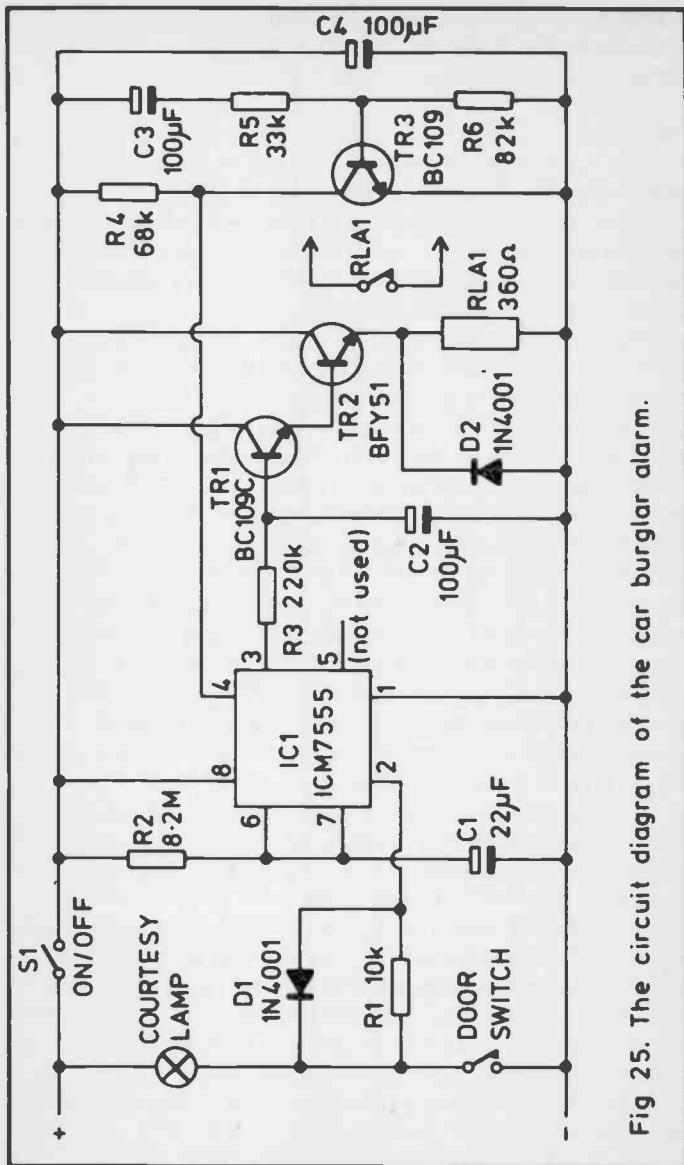 +
S1
ON/OFF
COURTESY
LAMP
D1
1N4001
R1 10k
DOOR
SWITCH
R2
8·2M
C1
22µF
8
4
6
7
3
5
2
1
IC1
ICM7555
R3 220k
(not used)
TR1
BC109C
C2
100µF
TR2
BFY51
D2
1N4001
RLA1
RLA1
360Ω
R4
68k
C3
100µF
R5
33k
TR3
BC109
R6
82k
C4 100µF
-
Fig 25. The circuit diagram of the car burglar alarm.